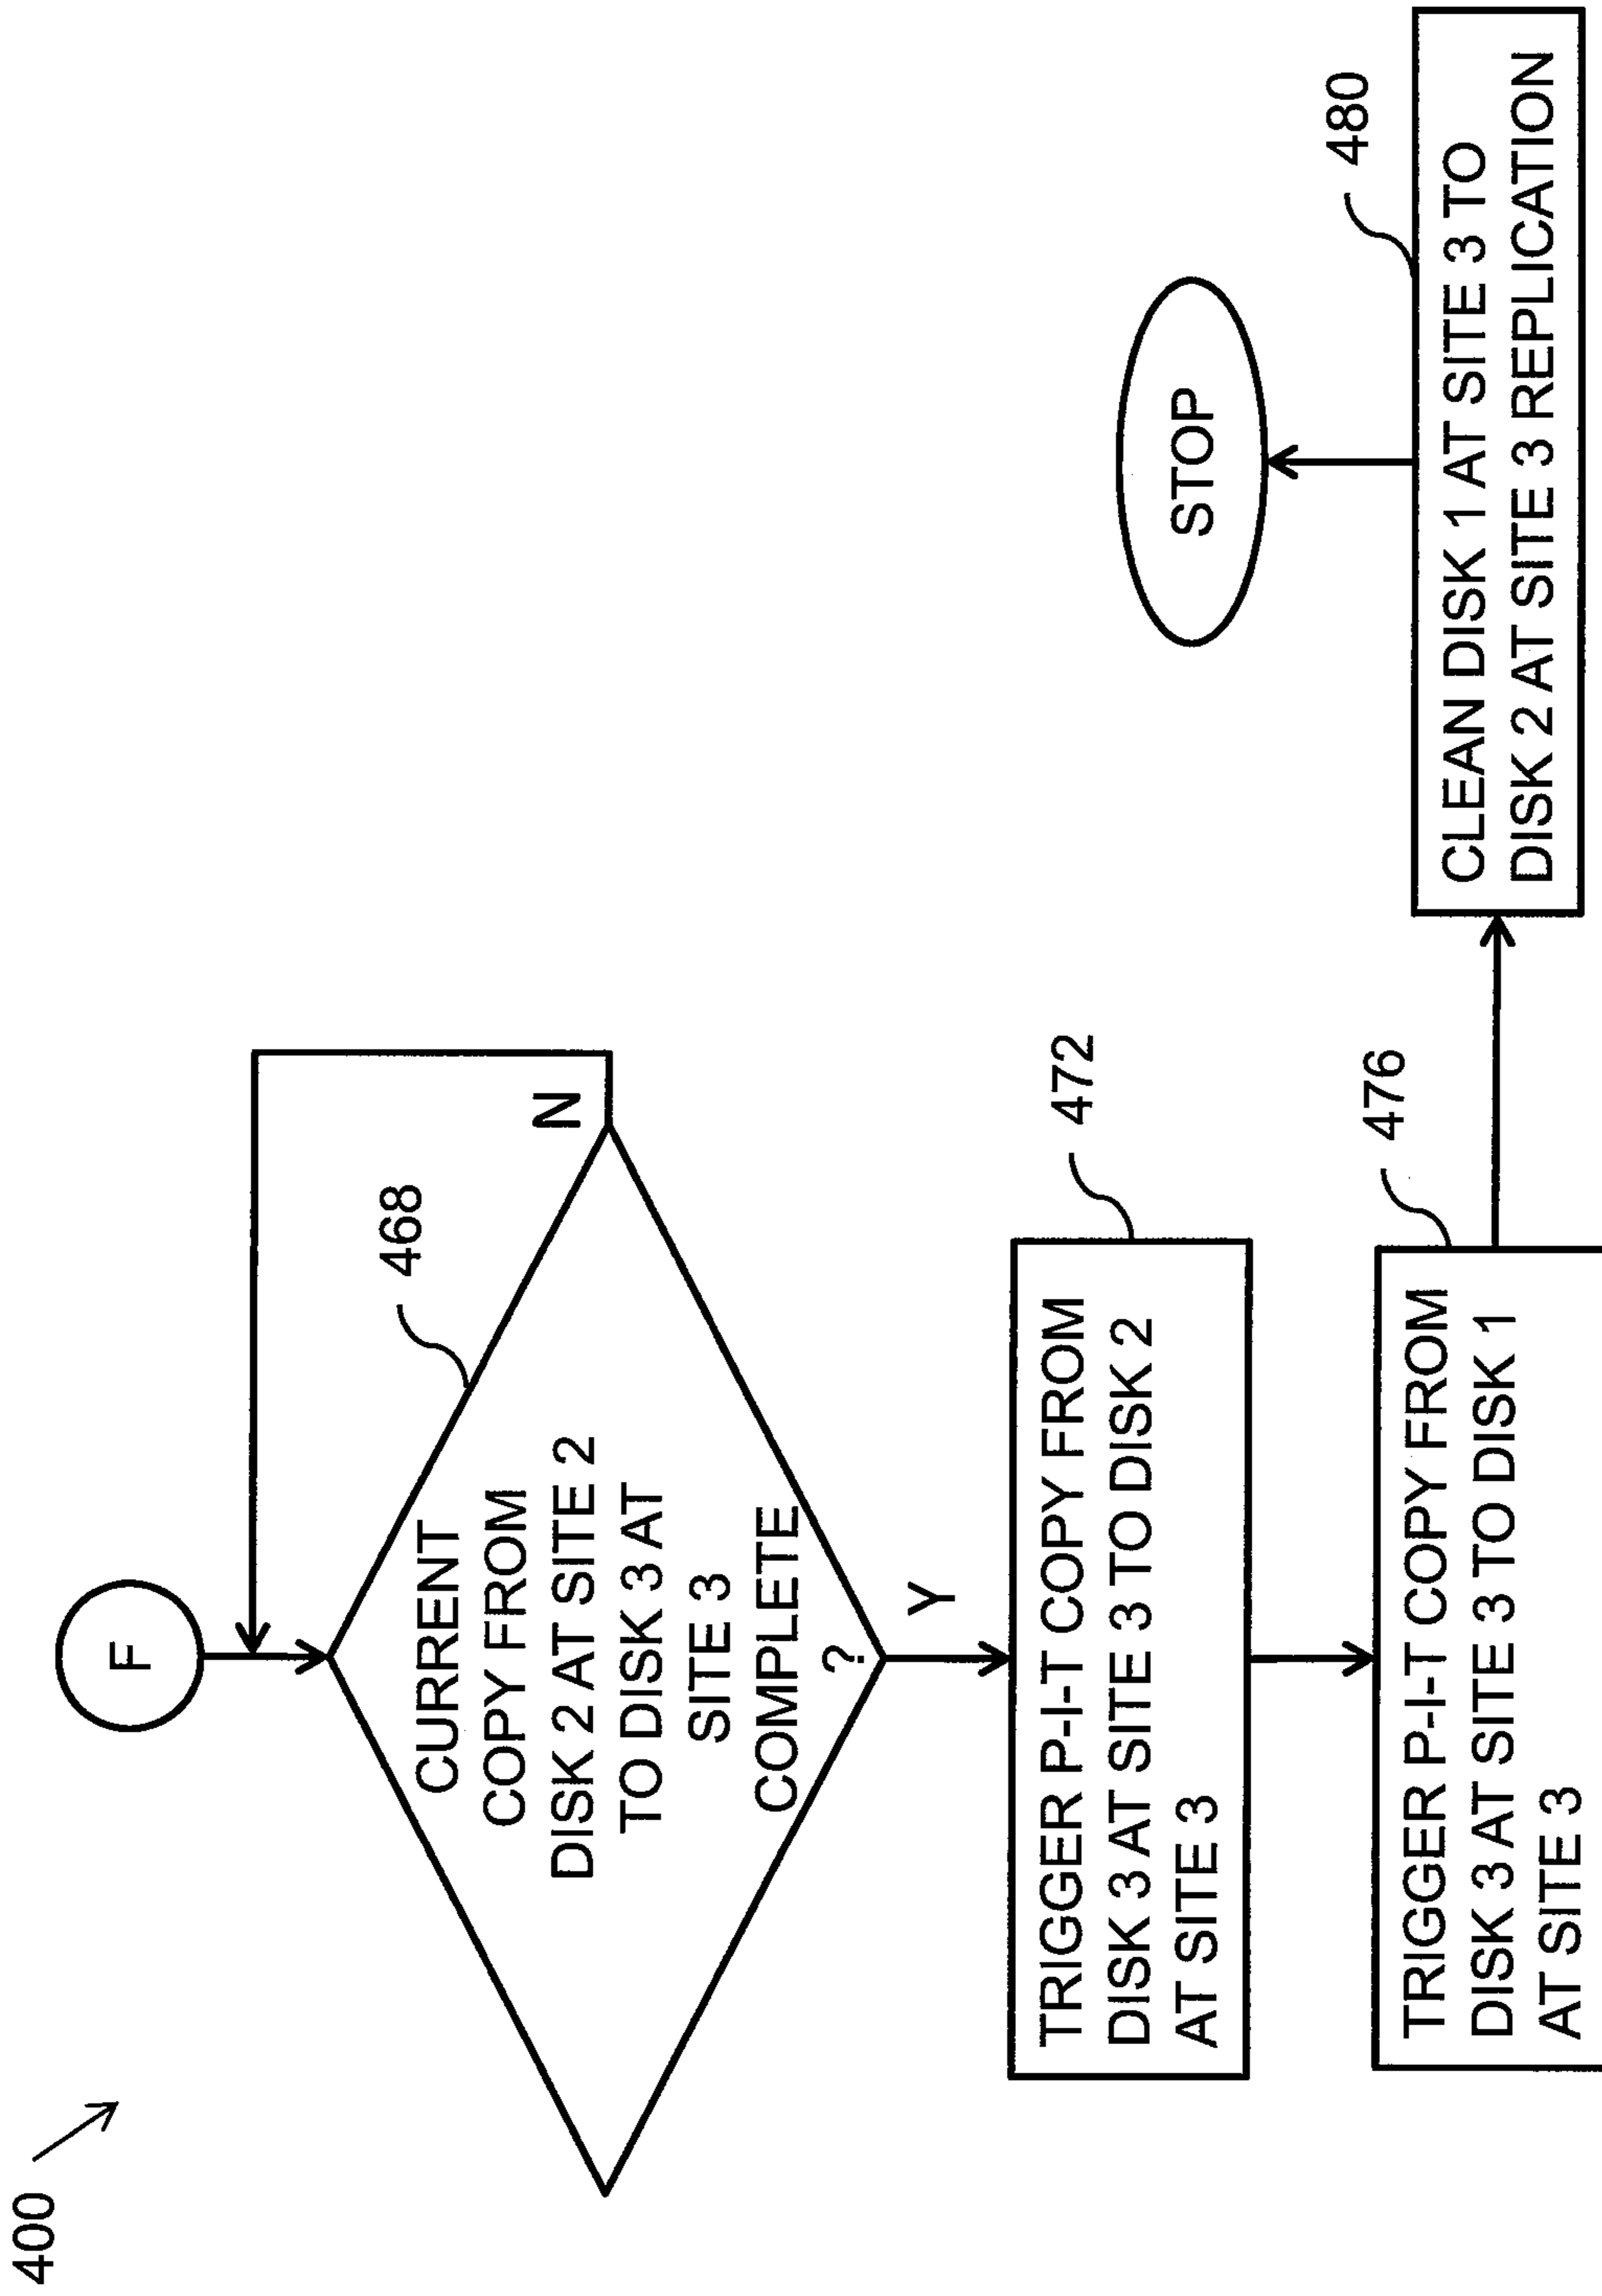 400
F
468
CURRENT
COPY FROM
DISK 2 AT SITE 2
TO DISK 3 AT
SITE 3
COMPLETE
?
N
Y
472
TRIGGER P-I-T COPY FROM
DISK 3 AT SITE 3 TO DISK 2
AT SITE 3
476
TRIGGER P-I-T COPY FROM
DISK 3 AT SITE 3 TO DISK 1
AT SITE 3
480
CLEAN DISK 1 AT SITE 3 TO
DISK 2 AT SITE 3 REPLICATION
STOP